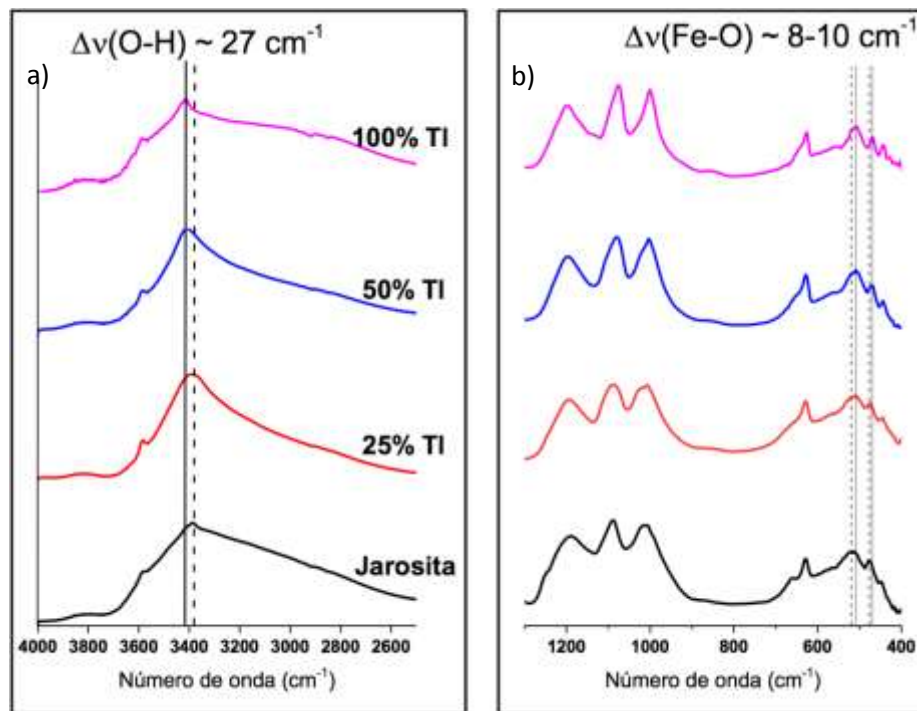 Δν(O-H) ~ 27 cm⁻¹
a)
100% Tl
50% Tl
25% Tl
Jarosita
4000 3600 3400 3200 3000 2800 2600
Número de onda (cm⁻¹)
Δν(Fe-O) ~ 8-10 cm⁻¹
b)
1200 1000 800 600 400
Número de onda (cm⁻¹)